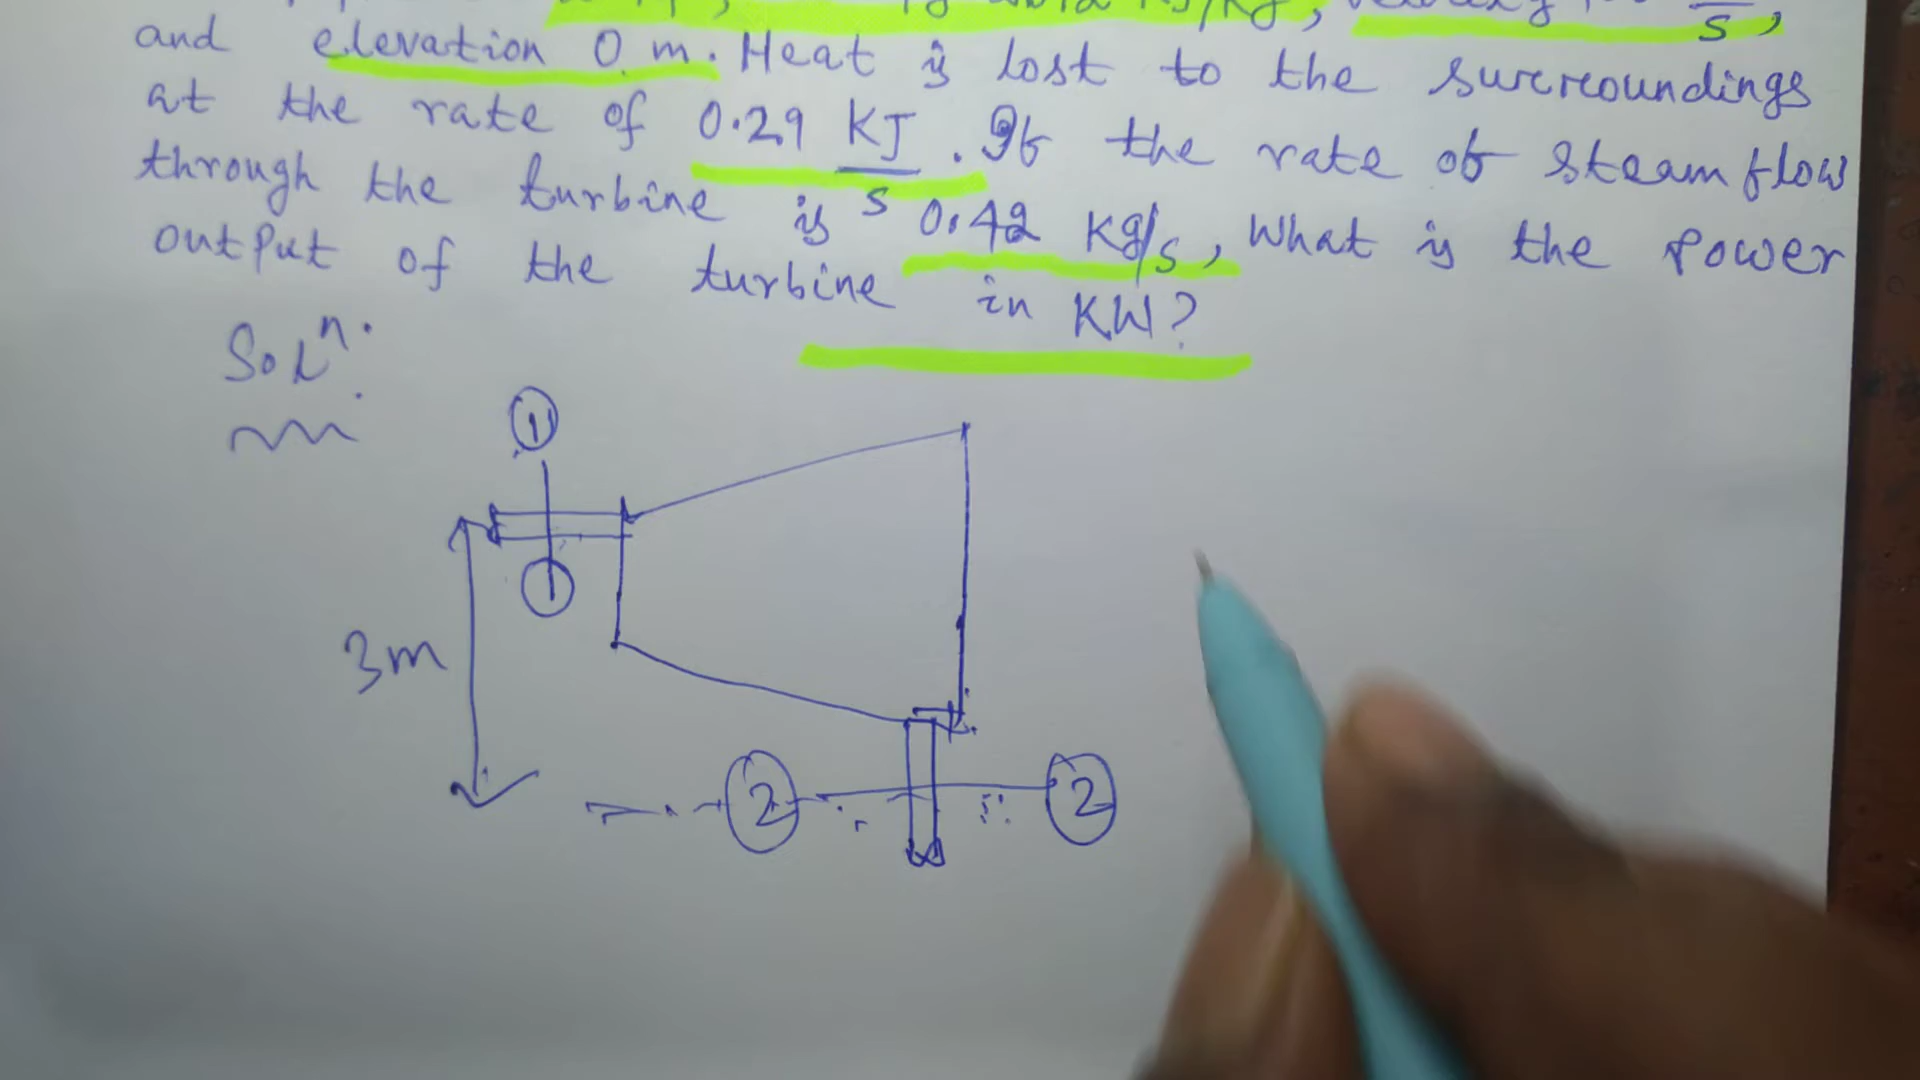 KJ/Kg,
S,
and elevation 0 m. Heat is lost to the surroundings
at the rate of 0.29 KJ/s. If the rate of steam flow
through the turbine is 0.42 Kg/s, What is the Power
output of the turbine in KW?
Solⁿ.
1
3m
2 2